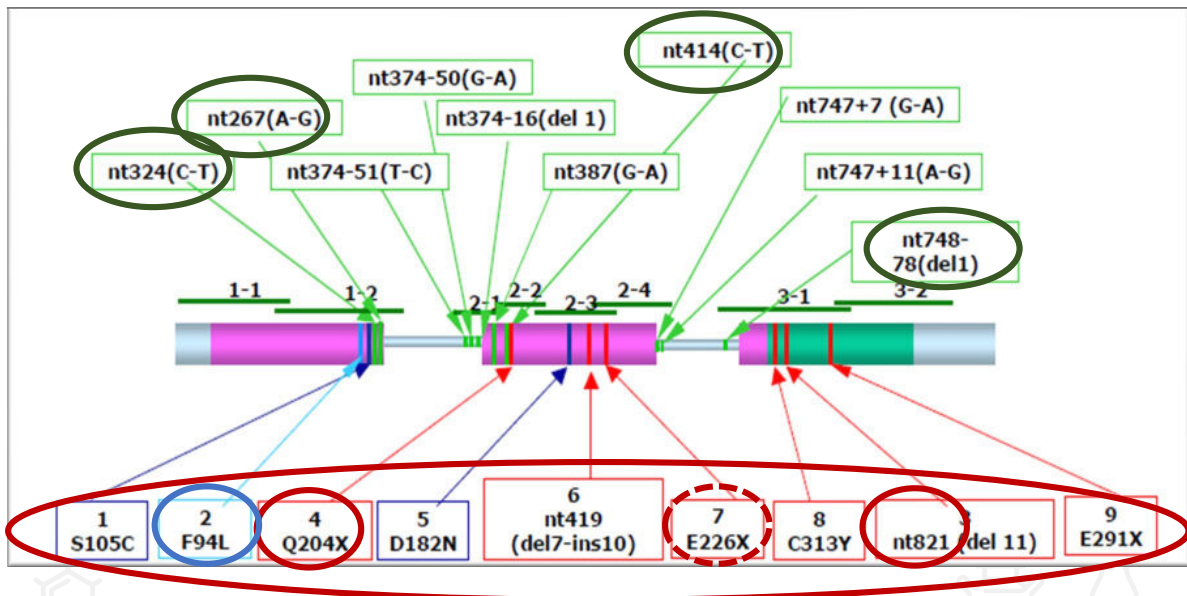 nt414(C-T)
nt374-50(G-A)
nt747+7 (G-A)
nt267(A-G)
nt374-16(del 1)
nt324(C-T)
nt374-51(T-C)
nt387(G-A)
nt747+11(A-G)
nt748-
78(del1)
1-1
1-2
2-1
2-2
2-3
2-4
3-1
3-2
1
S105C
2
F94L
4
Q204X
5
D182N
6
nt419
(del7-ins10)
7
E226X
8
C313Y
3
nt821 (del 11)
9
E291X